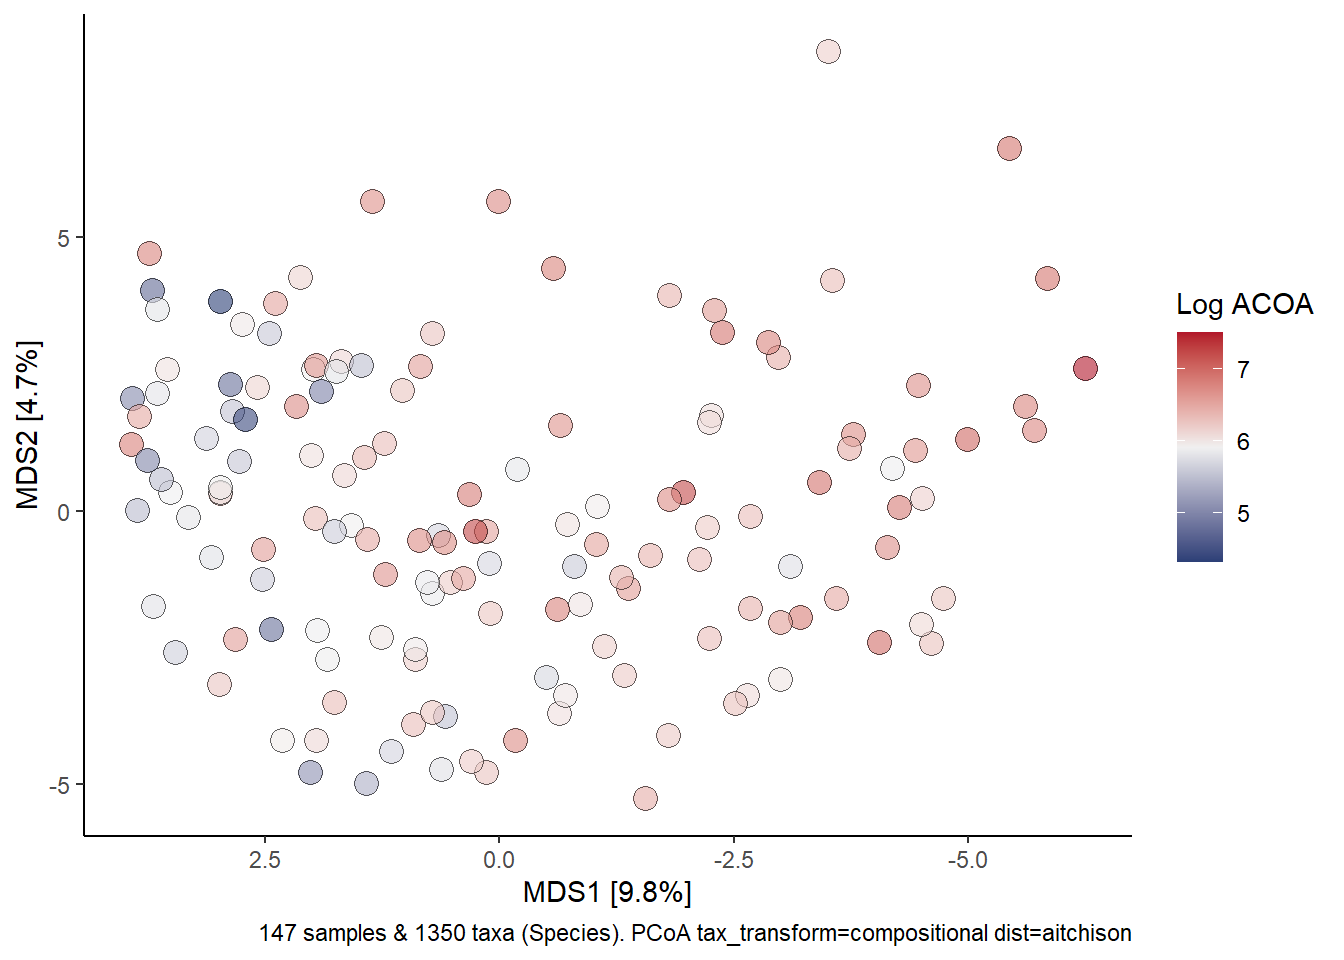 5
0
-5
MDS2 [4.7%]
2.5
0.0
-2.5
-5.0
MDS1 [9.8%]
147 samples & 1350 taxa (Species). PCoA tax_transform=compositional dist=aitchison
Log ACOA
7
6
5